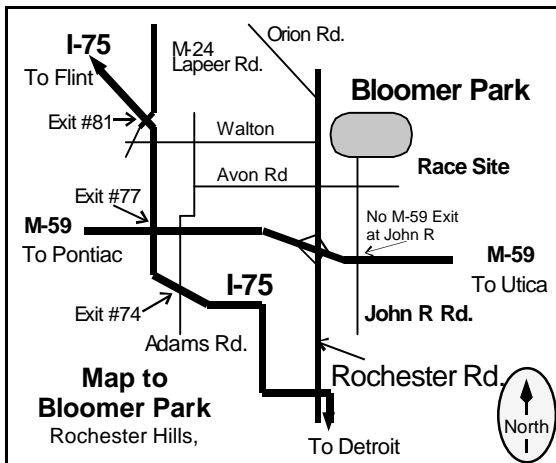 Orion Rd.
I-75
M-24
Lapeer Rd.
To Flint
Bloomer Park
Exit #81
Walton
Race Site
Avon Rd
Exit #77
No M-59 Exit
at John R
M-59
To Pontiac
M-59
To Utica
I-75
Exit #74
John R Rd.
Adams Rd.
Map to
Bloomer Park
Rochester Hills,
Rochester Rd.
North
To Detroit